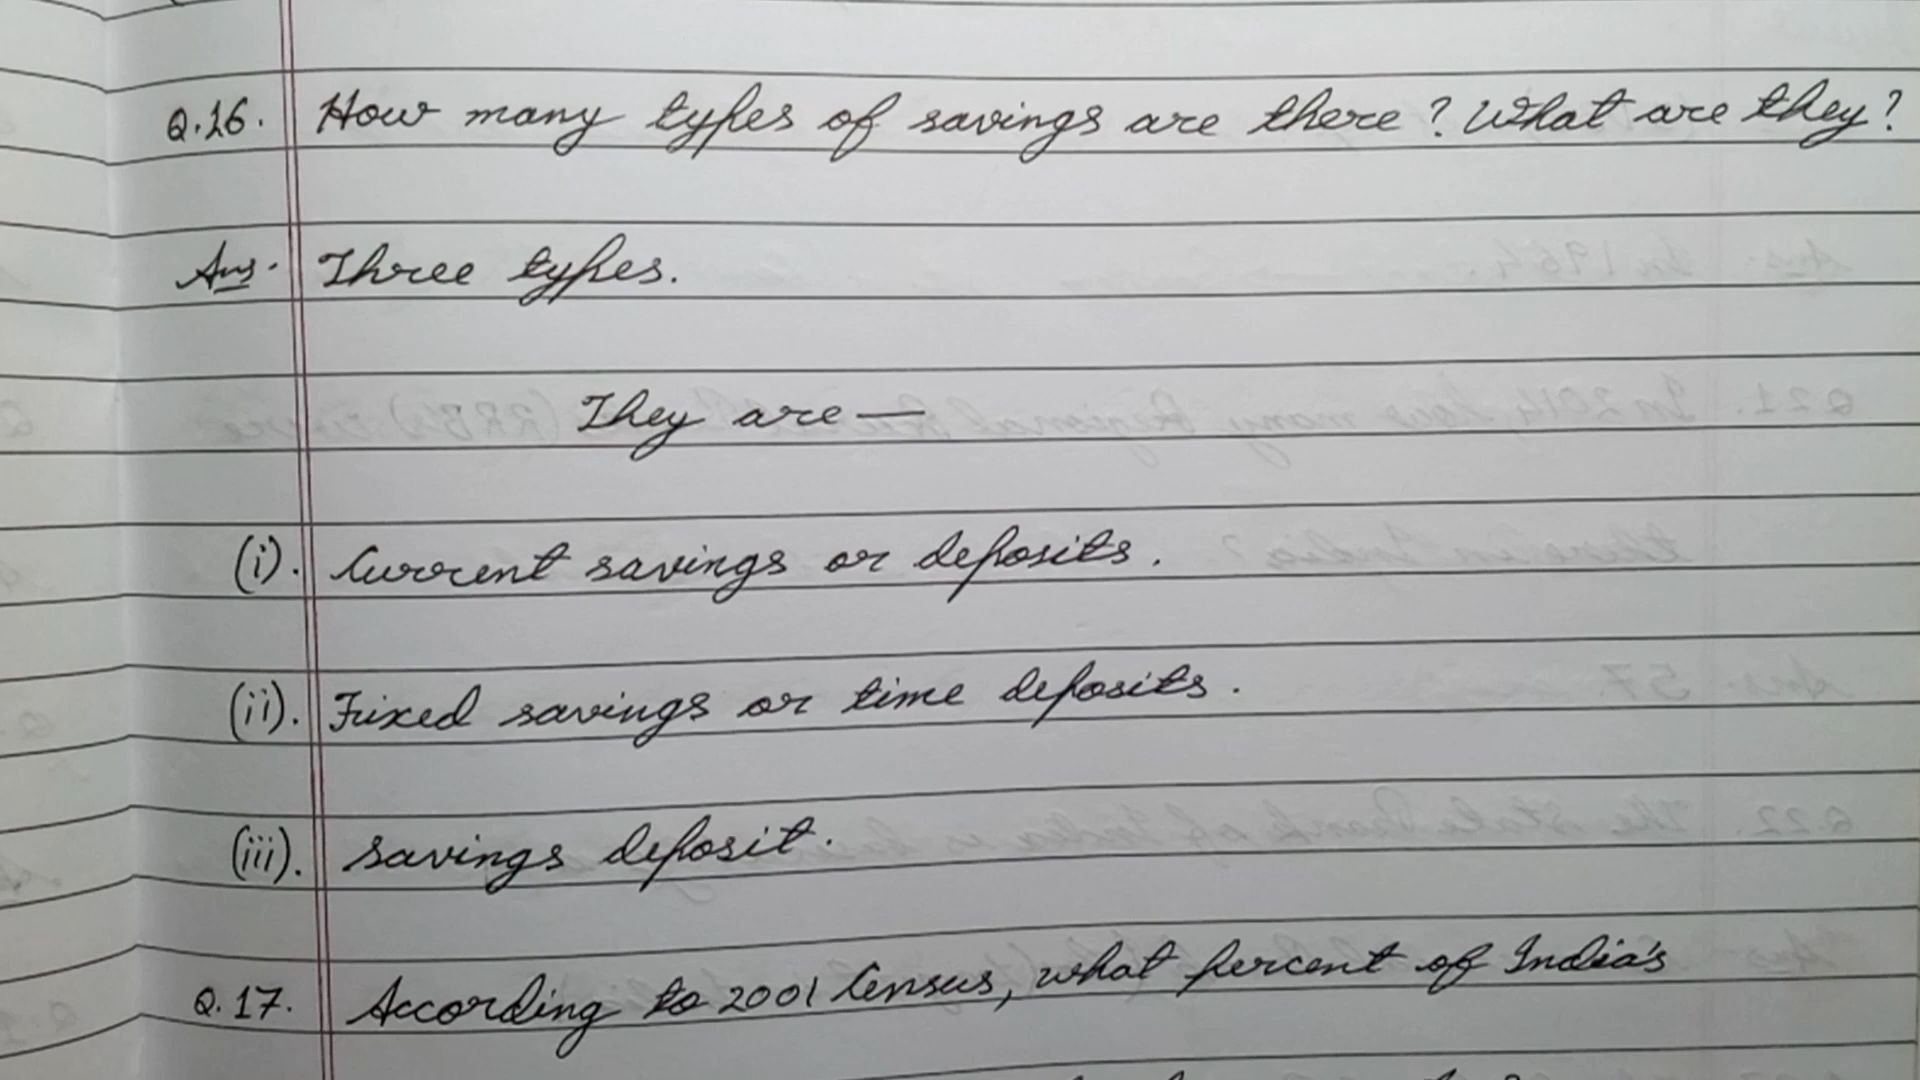 Q.16. How many types of savings are there? What are they?
Ans. Three types.
They are —
(i). Current savings or deposits.
(ii). Fixed savings or time deposits.
(iii). Savings deposit.
Q.17. According to 2001 Census, what percent of India's